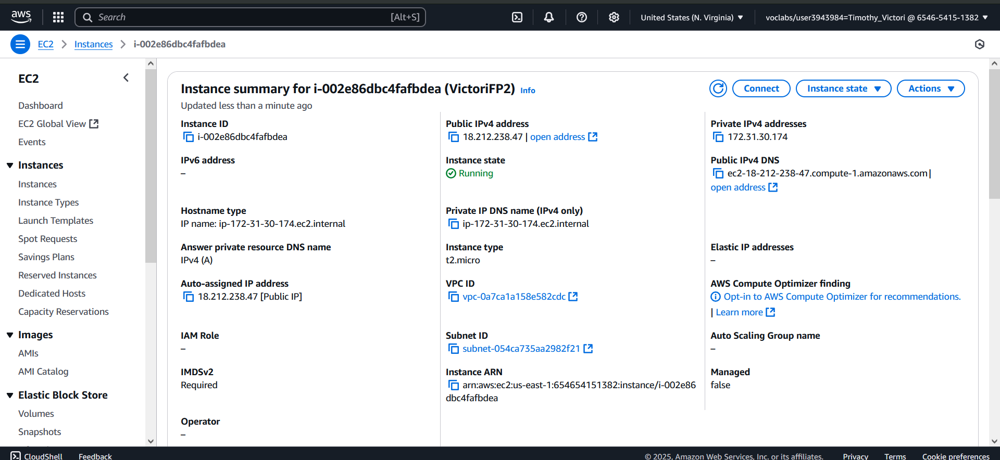 aws
Search [Alt+S]
United States (N. Virginia)
voclabs/user3943984=Timothy_Victori @ 6546-5415-1382
EC2 Instances i-002e86dbc4fafbdea
EC2
Dashboard
EC2 Global View
Events
Instances
Instances
Instance Types
Launch Templates
Spot Requests
Savings Plans
Reserved Instances
Dedicated Hosts
Capacity Reservations
Images
AMIs
AMI Catalog
Elastic Block Store
Volumes
Snapshots
Instance summary for i-002e86dbc4fafbdea (VictoriFP2) Info
Updated less than a minute ago
Connect
Instance state
Actions
Instance ID
i-002e86dbc4fafbdea
Public IPv4 address
18.212.238.47 | open address
Private IPv4 addresses
172.31.30.174
IPv6 address
–
Instance state
Running
Public IPv4 DNS
ec2-18-212-238-47.compute-1.amazonaws.com |
open address
Hostname type
IP name: ip-172-31-30-174.ec2.internal
Private IP DNS name (IPv4 only)
ip-172-31-30-174.ec2.internal
Answer private resource DNS name
IPv4 (A)
Instance type
t2.micro
Elastic IP addresses
–
Auto-assigned IP address
18.212.238.47 [Public IP]
VPC ID
vpc-0a7ca1a158e582cdc
AWS Compute Optimizer finding
Opt-in to AWS Compute Optimizer for recommendations.
| Learn more
IAM Role
–
Subnet ID
subnet-054ca735aa2982f21
Auto Scaling Group name
–
IMDSv2
Required
Instance ARN
arn:aws:ec2:us-east-1:654654151382:instance/i-002e86
dbc4fafbdea
Managed
false
Operator
–
CloudShell
Feedback
© 2025, Amazon Web Services, Inc. or its affiliates.
Privacy
Terms
Cookie preferences